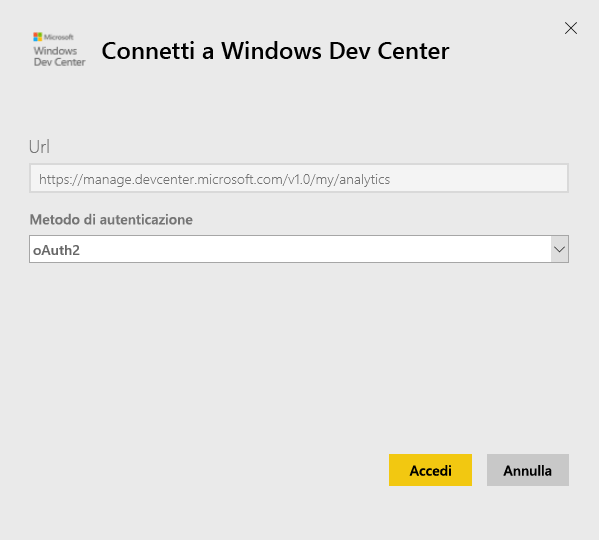 Microsoft
Windows
Dev Center
Connetti a Windows Dev Center
Url
https://manage.devcenter.microsoft.com/v1.0/my/analytics
Metodo di autenticazione
oAuth2
Accedi
Annulla